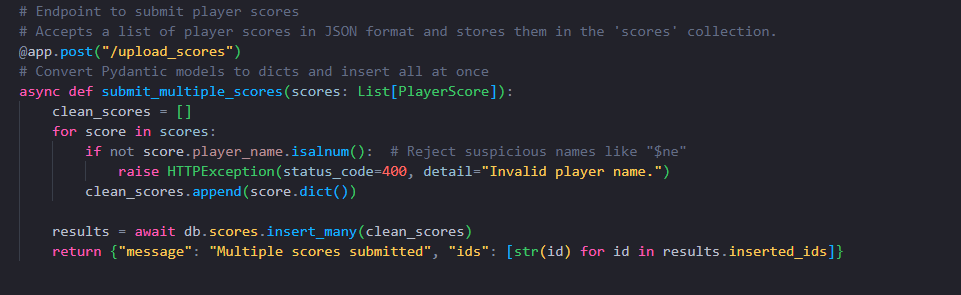 # Endpoint to submit player scores
# Accepts a list of player scores in JSON format and stores them in the 'scores' collection.
@app.post("/upload_scores")
# Convert Pydantic models to dicts and insert all at once
async def submit_multiple_scores(scores: List[PlayerScore]):
    clean_scores = []
    for score in scores:
        if not score.player_name.isalnum():  # Reject suspicious names like "$ne"
            raise HTTPException(status_code=400, detail="Invalid player name.")
        clean_scores.append(score.dict())

    results = await db.scores.insert_many(clean_scores)
    return {"message": "Multiple scores submitted", "ids": [str(id) for id in results.inserted_ids]}